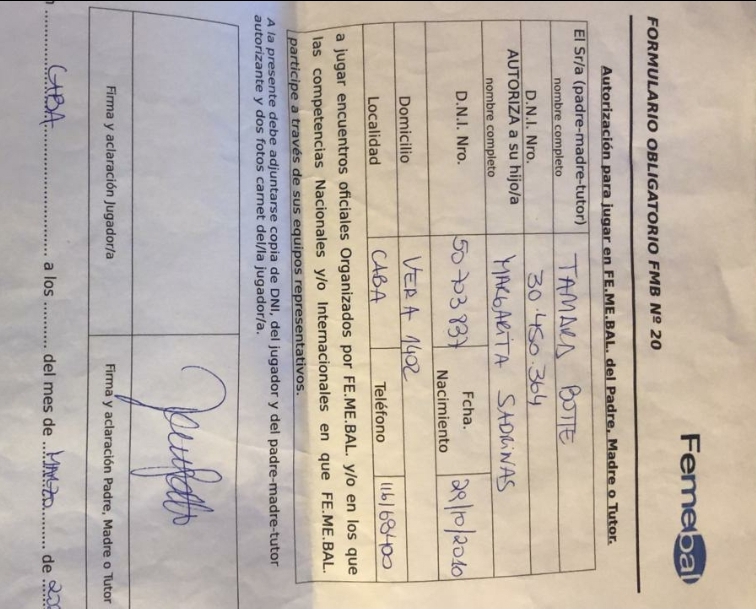 Femebal
FORMULARIO OBLIGATORIO FMB Nº 20
Autorización para jugar en FE.ME.BAL. del Padre, Madre o Tutor.
El Sr/a (padre-madre-tutor) nombre completo TAMARA BOTTE
D.N.I. Nro. 30.450.364
AUTORIZA a su hijo/a nombre completo MARGARITA SADRINAS
D.N.I. Nro. 50703837 Fcha. Nacimiento 29/10/2010
Domicilio VERA 1402
Localidad CABA Teléfono
a jugar encuentros oficiales Organizados por FE.ME.BAL. y/o en los que
las competencias Nacionales y/o Internacionales en que FE.ME.BAL.
participe a través de sus equipos representativos.
A la presente debe adjuntarse copia de DNI, del jugador y del padre-madre-tutor
autorizante y dos fotos carnet del/la jugador/a.
Firma y aclaración Jugador/a Firma y aclaración Padre, Madre o Tutor
CABA a los .......... del mes de MARZO de